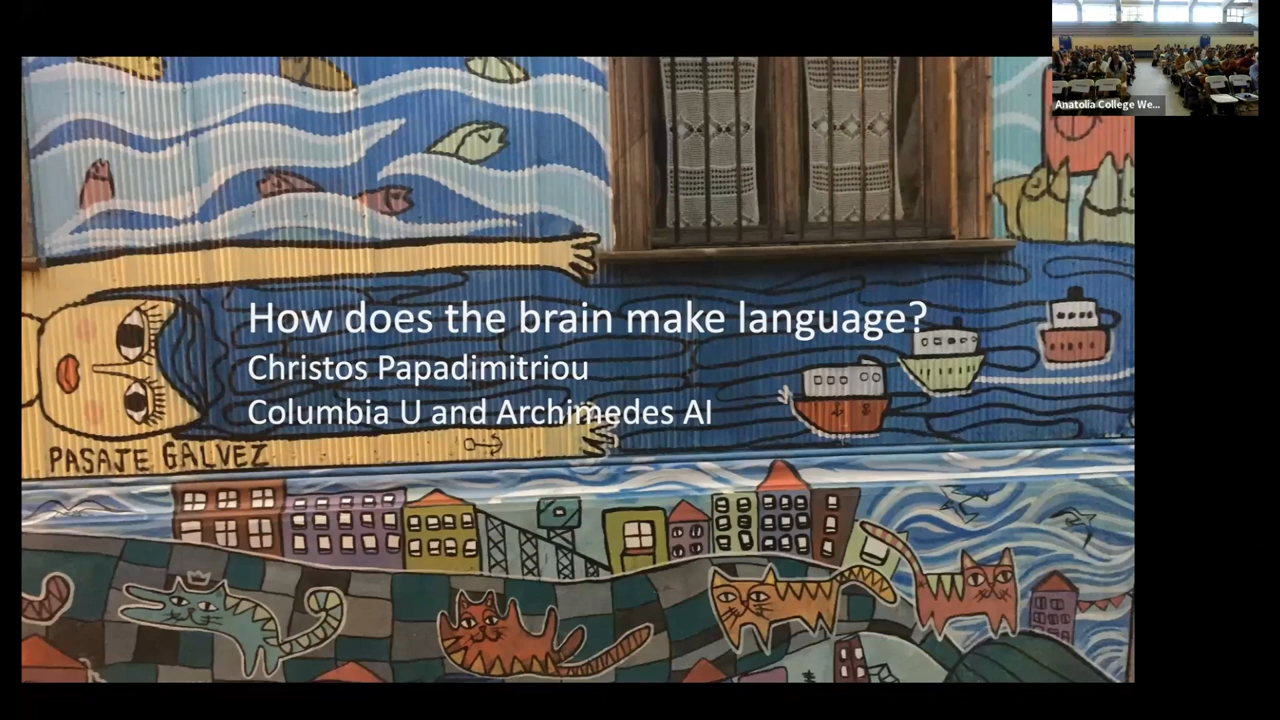 Anatolia College We...
How does the brain make language?
Christos Papadimitriou
Columbia U and Archimedes AI
PASAJE GALVEZ